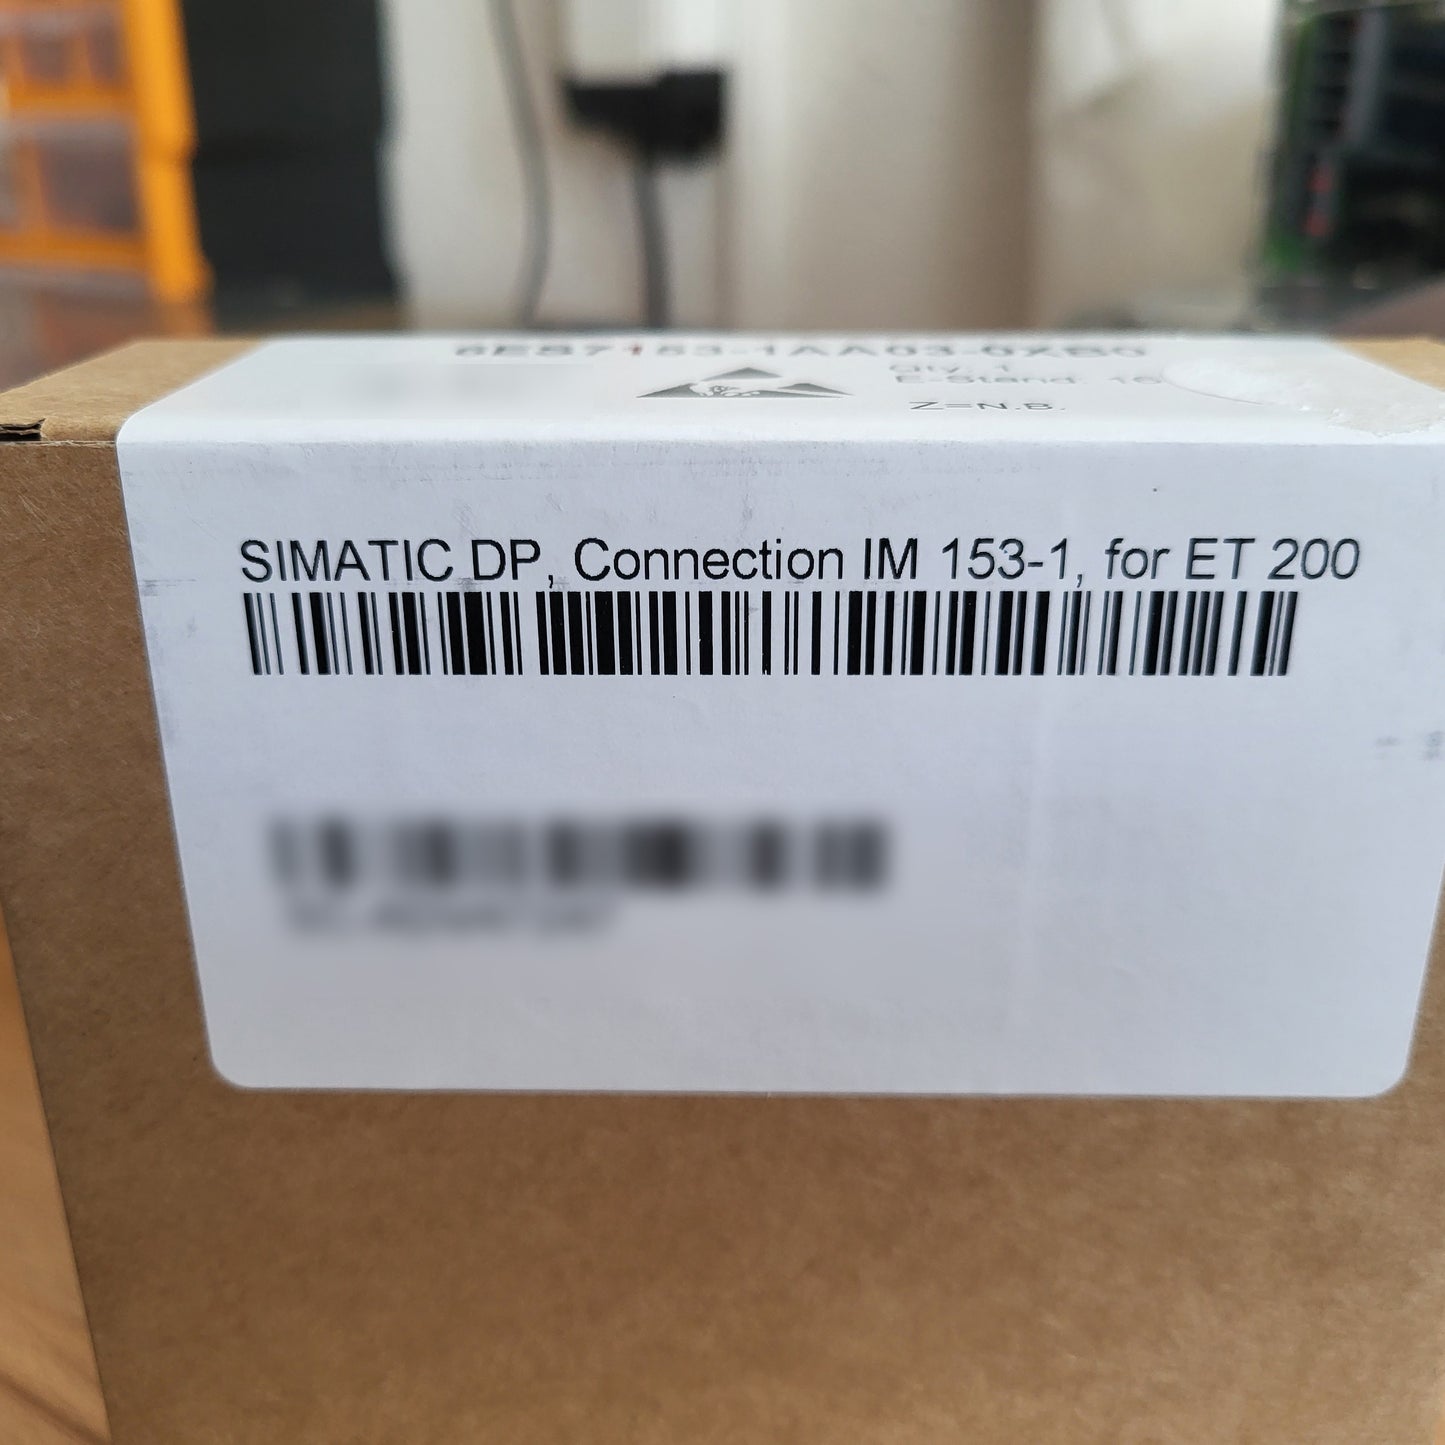 6ES7153-1AA03-0XB0
Qty. 1
E-Stand: 16
Z=N.B.
SIMATIC DP, Connection IM 153-1, for ET 200